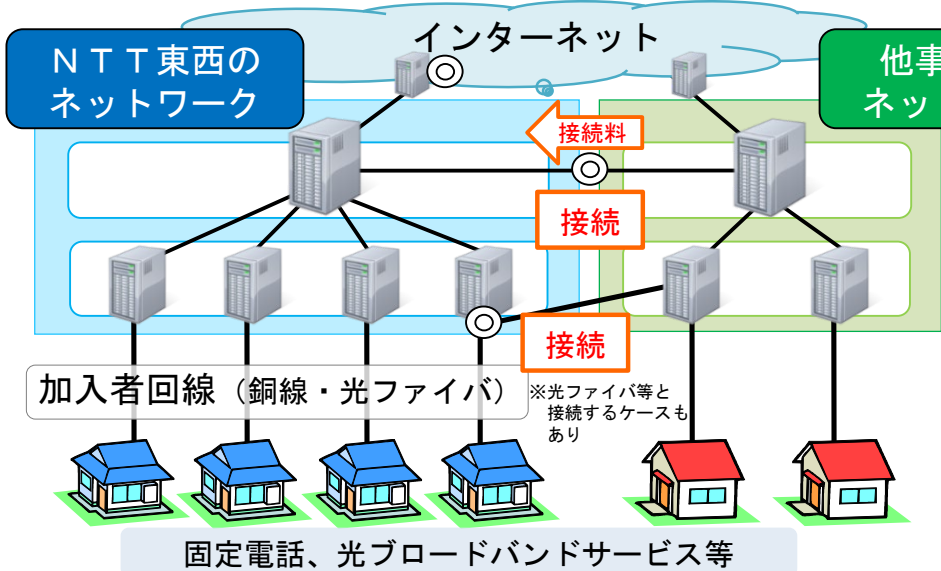 インターネット
NTT東西の
ネットワーク
他事
ネッ
接続料
接続
接続
加入者回線（銅線・光ファイバ）
※光ファイバ等と
接続するケースも
あり
固定電話、光ブロードバンドサービス等